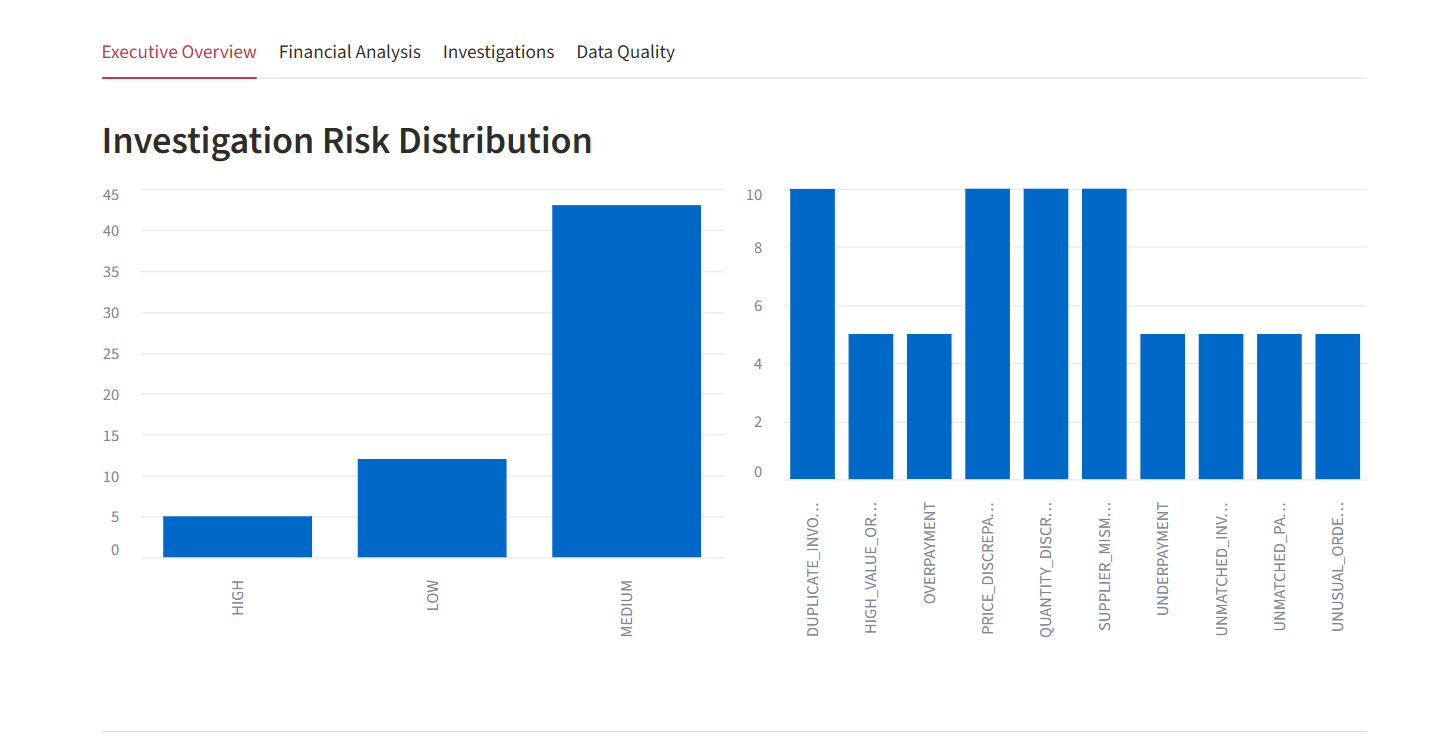 Executive Overview Financial Analysis Investigations Data Quality
Investigation Risk Distribution
45
40
35
30
25
20
15
10
5
0
HIGH
LOW
MEDIUM
10
8
6
4
2
0
DUPLICATE_INVO…
HIGH_VALUE_OR…
OVERPAYMENT
PRICE_DISCREPA…
QUANTITY_DISCR…
SUPPLIER_MISM…
UNDERPAYMENT
UNMATCHED_INV…
UNMATCHED_PA…
UNUSUAL_ORDE…